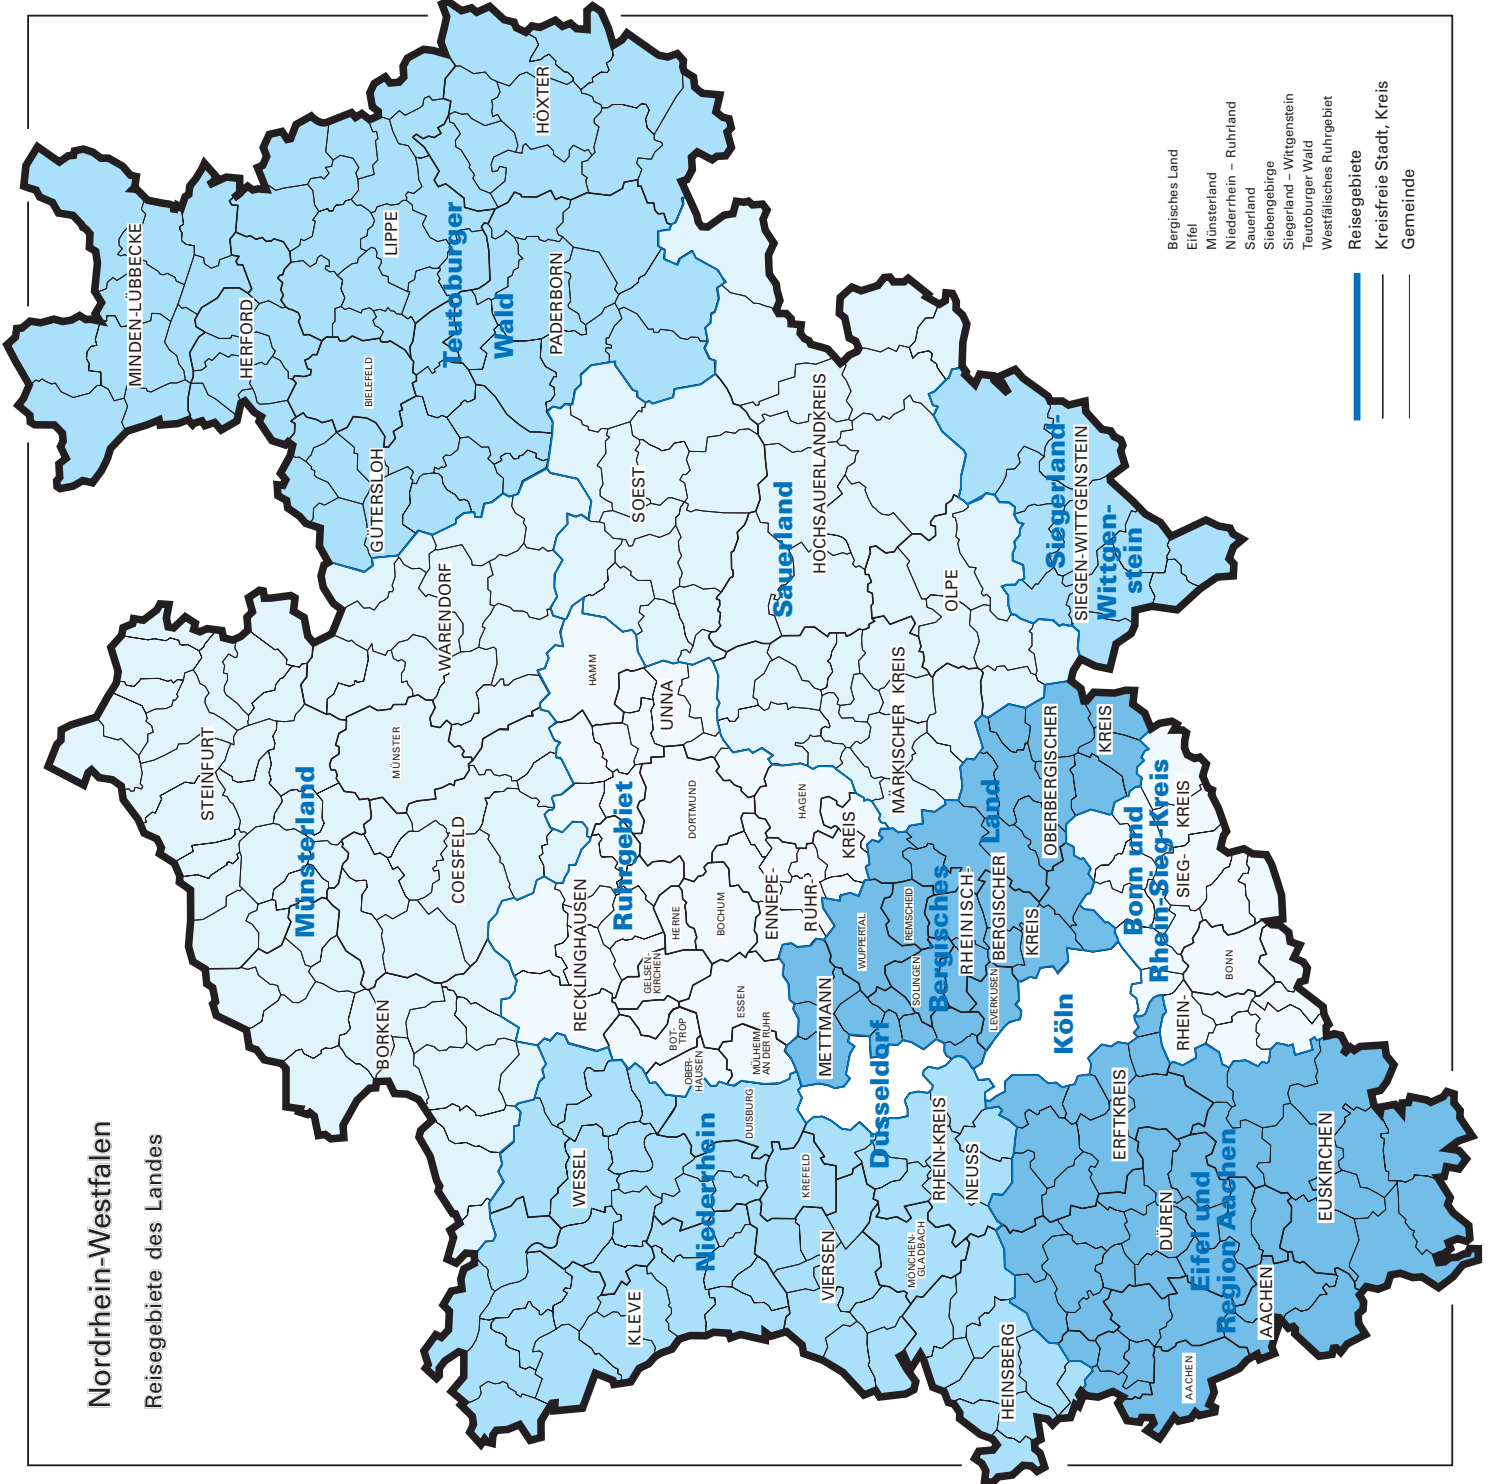 Nordrhein-Westfalen
Reisegebiete des Landes
MINDEN-LÜBBECKE
HERFORD
BIELEFELD
GÜTERSLOH
LIPPE
Teutoburger
Wald
PADERBORN
HÖXTER
STEINFURT
Münsterland
MÜNSTER
WARENDORF
COESFELD
BORKEN
SOEST
Sauerland
HOCHSAUERLANDKREIS
OLPE
MÄRKISCHER KREIS
Siegerland-
SIEGEN-WITTGENSTEIN
Wittgen-
stein
HAMM
UNNA
Ruhrgebiet
DORTMUND
HAGEN
ENNEPE-
RUHR-
KREIS
RECKLINGHAUSEN
HERNE
BOCHUM
GELSEN-
KIRCHEN
ESSEN
BOT-
TROP
OBER-
HAUSEN
MÜLHEIM/
AN DER RUHR
METTMANN
WUPPERTAL
REMSCHEID
SOLINGEN
Bergisches
Land
RHEINISCH-
BERGISCHER
KREIS
LEVERKUSEN
OBERBERGISCHER
KREIS
Bonn und
Rhein-Sieg-Kreis
RHEIN-
SIEG-
KREIS
BONN
Köln
Düsseldorf
WESEL
KLEVE
Niederrhein
DUISBURG
KREFELD
VIERSEN
MÖNCHEN-
GLADBACH
RHEIN-KREIS
NEUSS
HEINSBERG
ERFTKREIS
DÜREN
Eifel und
Region Aachen
AACHEN
AACHEN
EUSKIRCHEN
Bergisches Land
Eifel
Münsterland
Niederrhein – Ruhrland
Sauerland
Siebengebirge
Siegerland – Wittgenstein
Teutoburger Wald
Westfälisches Ruhrgebiet
Reisegebiete
Kreisfreie Stadt, Kreis
Gemeinde